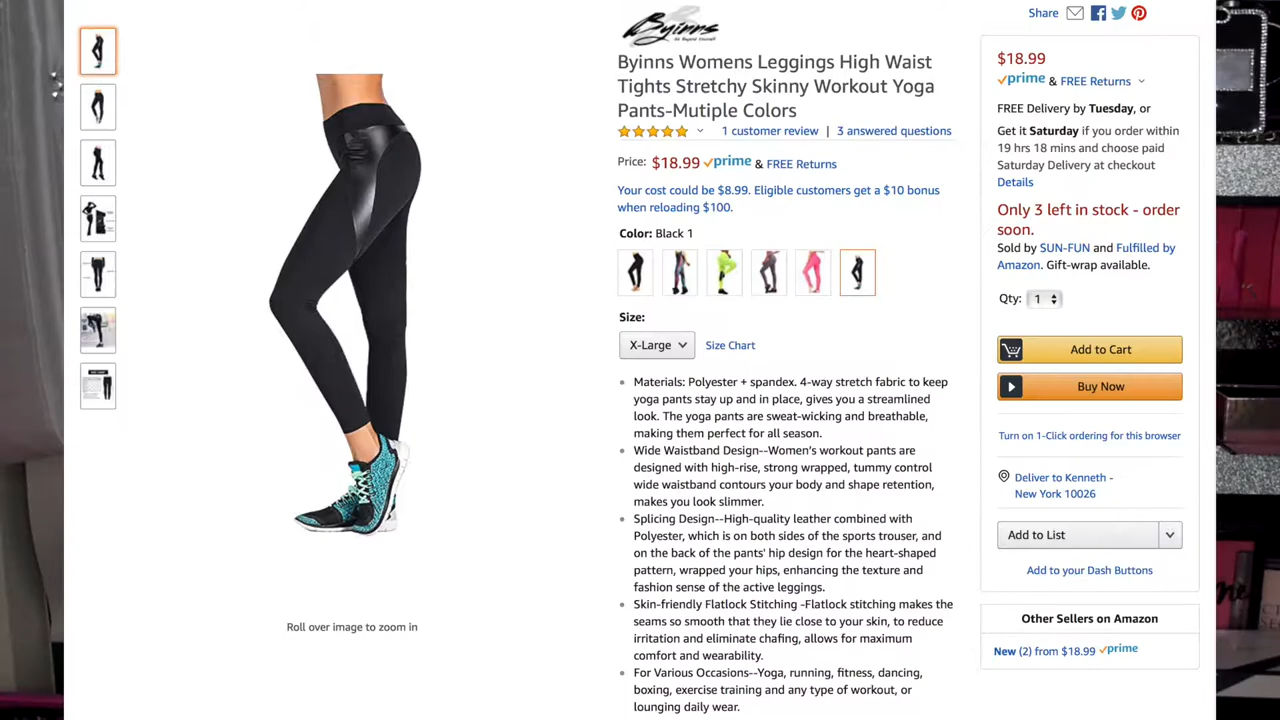 Byinns
Byinns Womens Leggings High Waist
Tights Stretchy Skinny Workout Yoga
Pants-Mutiple Colors
1 customer review | 3 answered questions
Price: $18.99 prime & FREE Returns
Your cost could be $8.99. Eligible customers get a $10 bonus
when reloading $100.
Color: Black 1
Size:
X-Large
Size Chart
Materials: Polyester + spandex. 4-way stretch fabric to keep
yoga pants stay up and in place, gives you a streamlined
look. The yoga pants are sweat-wicking and breathable,
making them perfect for all season.
Wide Waistband Design--Women's workout pants are
designed with high-rise, strong wrapped, tummy control
wide waistband contours your body and shape retention,
makes you look slimmer.
Splicing Design--High-quality leather combined with
Polyester, which is on both sides of the sports trouser, and
on the back of the pants' hip design for the heart-shaped
pattern, wrapped your hips, enhancing the texture and
fashion sense of the active leggings.
Skin-friendly Flatlock Stitching -Flatlock stitching makes the
seams so smooth that they lie close to your skin, to reduce
irritation and eliminate chafing, allows for maximum
comfort and wearability.
For Various Occasions--Yoga, running, fitness, dancing,
boxing, exercise training and any type of workout, or
lounging daily wear.
Roll over image to zoom in
Share
$18.99
prime & FREE Returns
FREE Delivery by Tuesday, or
Get it Saturday if you order within
19 hrs 18 mins and choose paid
Saturday Delivery at checkout
Details
Only 3 left in stock - order
soon.
Sold by SUN-FUN and Fulfilled by
Amazon. Gift-wrap available.
Qty: 1
Add to Cart
Buy Now
Turn on 1-Click ordering for this browser
Deliver to Kenneth -
New York 10026
Add to List
Add to your Dash Buttons
Other Sellers on Amazon
New (2) from $18.99 prime